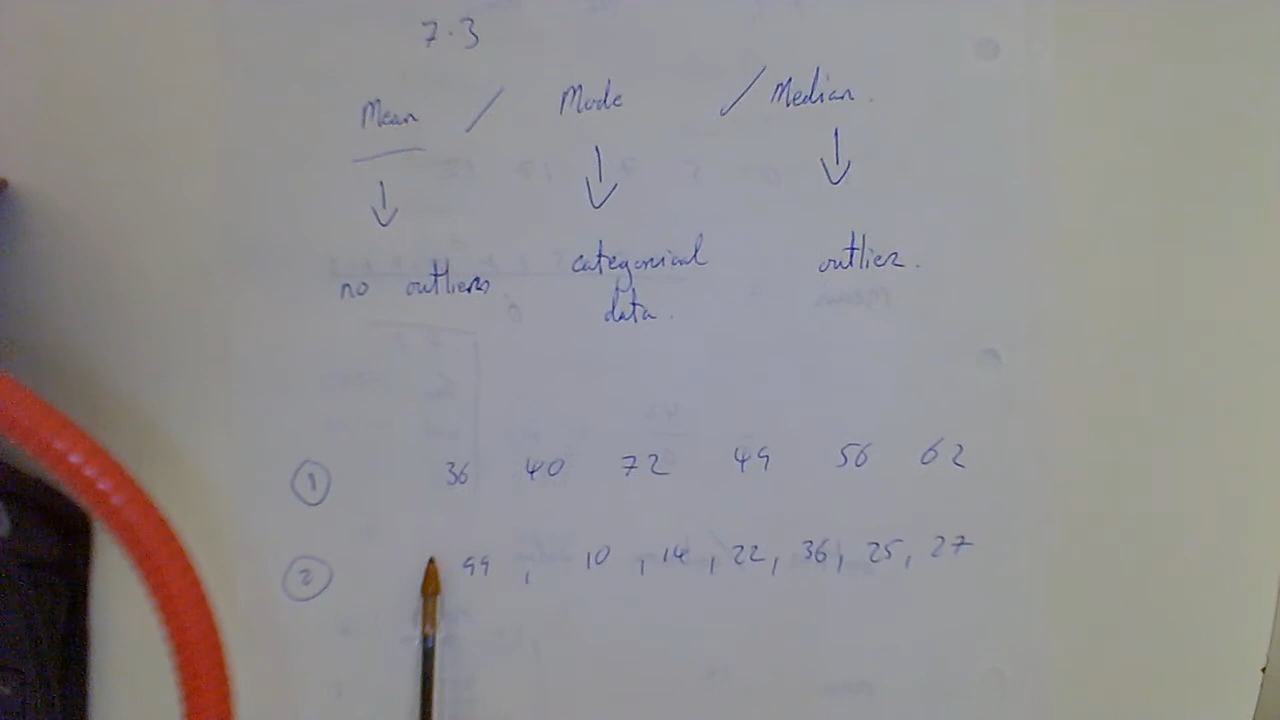 7.3
Mean / Mode / Median.
no outliers categorical outlier.
data.
1 36 40 72 49 56 62
2 99, 10, 14, 22, 36, 25, 27